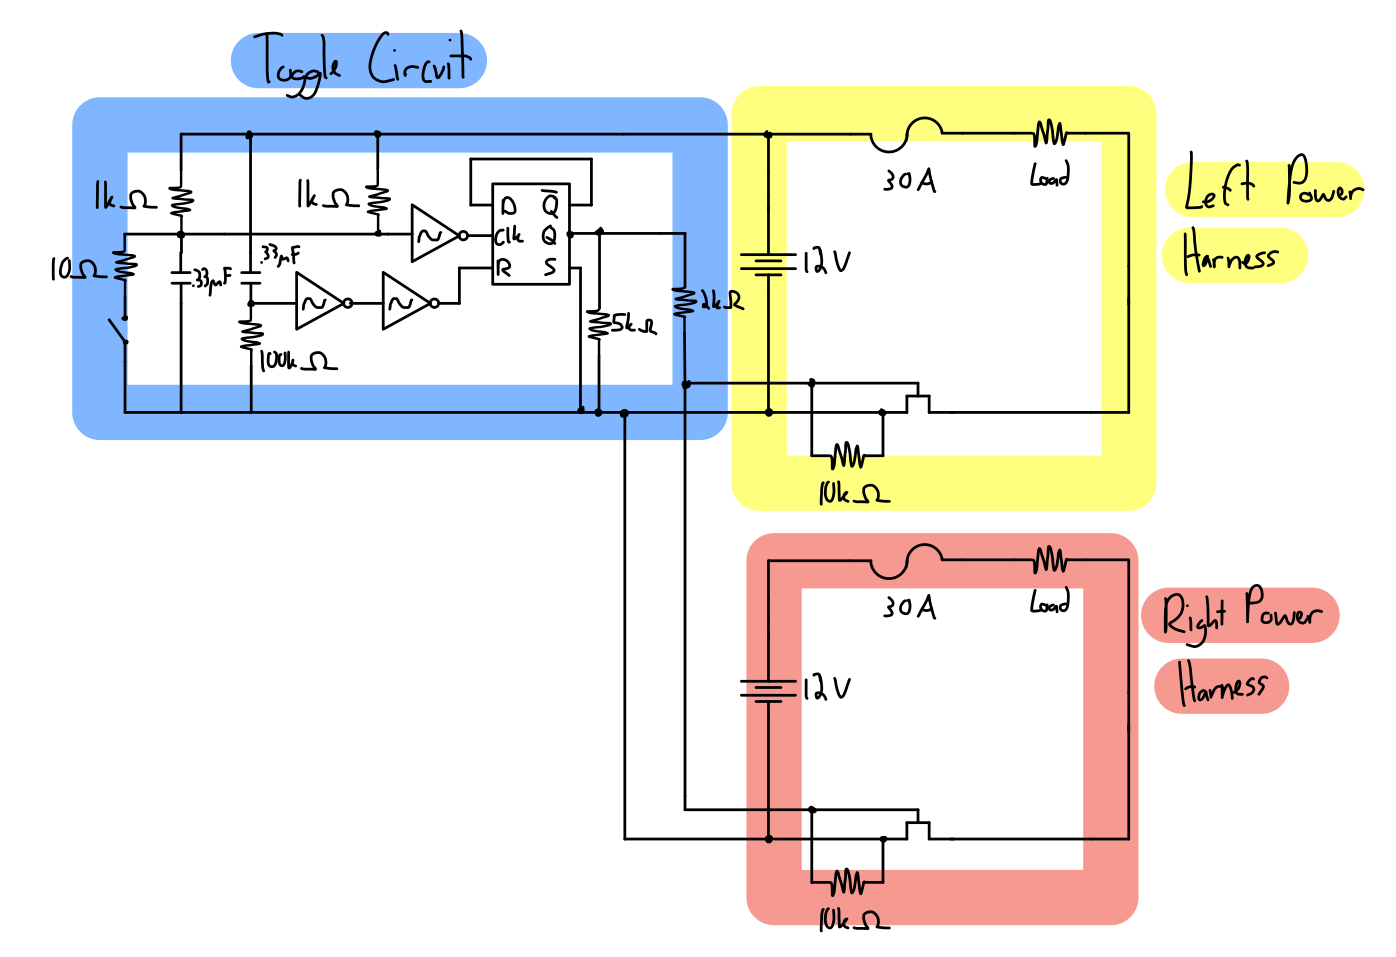 Toggle Circuit
1kΩ
1kΩ
10Ω
.33μF
.33μF
100kΩ
D Q̅
Clk Q
R S
5kΩ
2kΩ
12V
30A
Load
10kΩ
Left Power
Harness
30A
Load
12V
10kΩ
Right Power
Harness